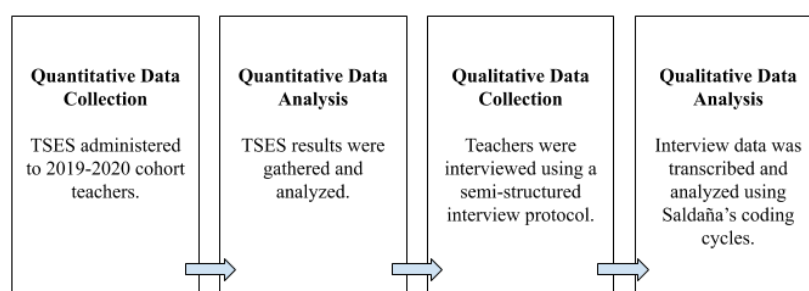 Quantitative Data
Collection
TSES administered
to 2019-2020 cohort
teachers.
Quantitative Data
Analysis
TSES results were
gathered and
analyzed.
Qualitative Data
Collection
Teachers were
interviewed using a
semi-structured
interview protocol.
Qualitative Data
Analysis
Interview data was
transcribed and
analyzed using
Saldaña’s coding
cycles.